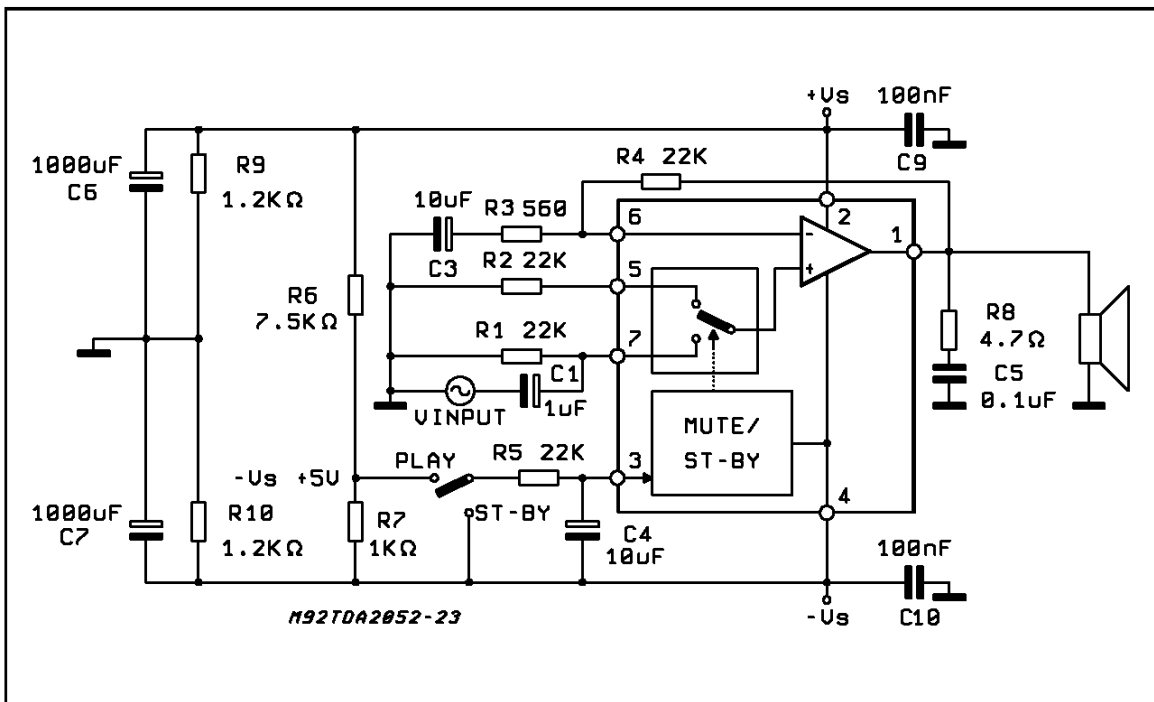 +Vs
100nF
C9
1000uF
C6
R9
1.2KΩ
R4 22K
10uF
C3
R3 560
6
2
1
R2 22K
5
R6
7.5KΩ
R1 22K
7
C1
1uF
VINPUT
R8
4.7Ω
C5
0.1uF
MUTE/
ST-BY
-Vs +5V
PLAY
R5 22K
3
ST-BY
4
1000uF
C7
R10
1.2KΩ
R7
1KΩ
C4
10uF
100nF
C10
-Vs
M92TDA2052-23
-
+